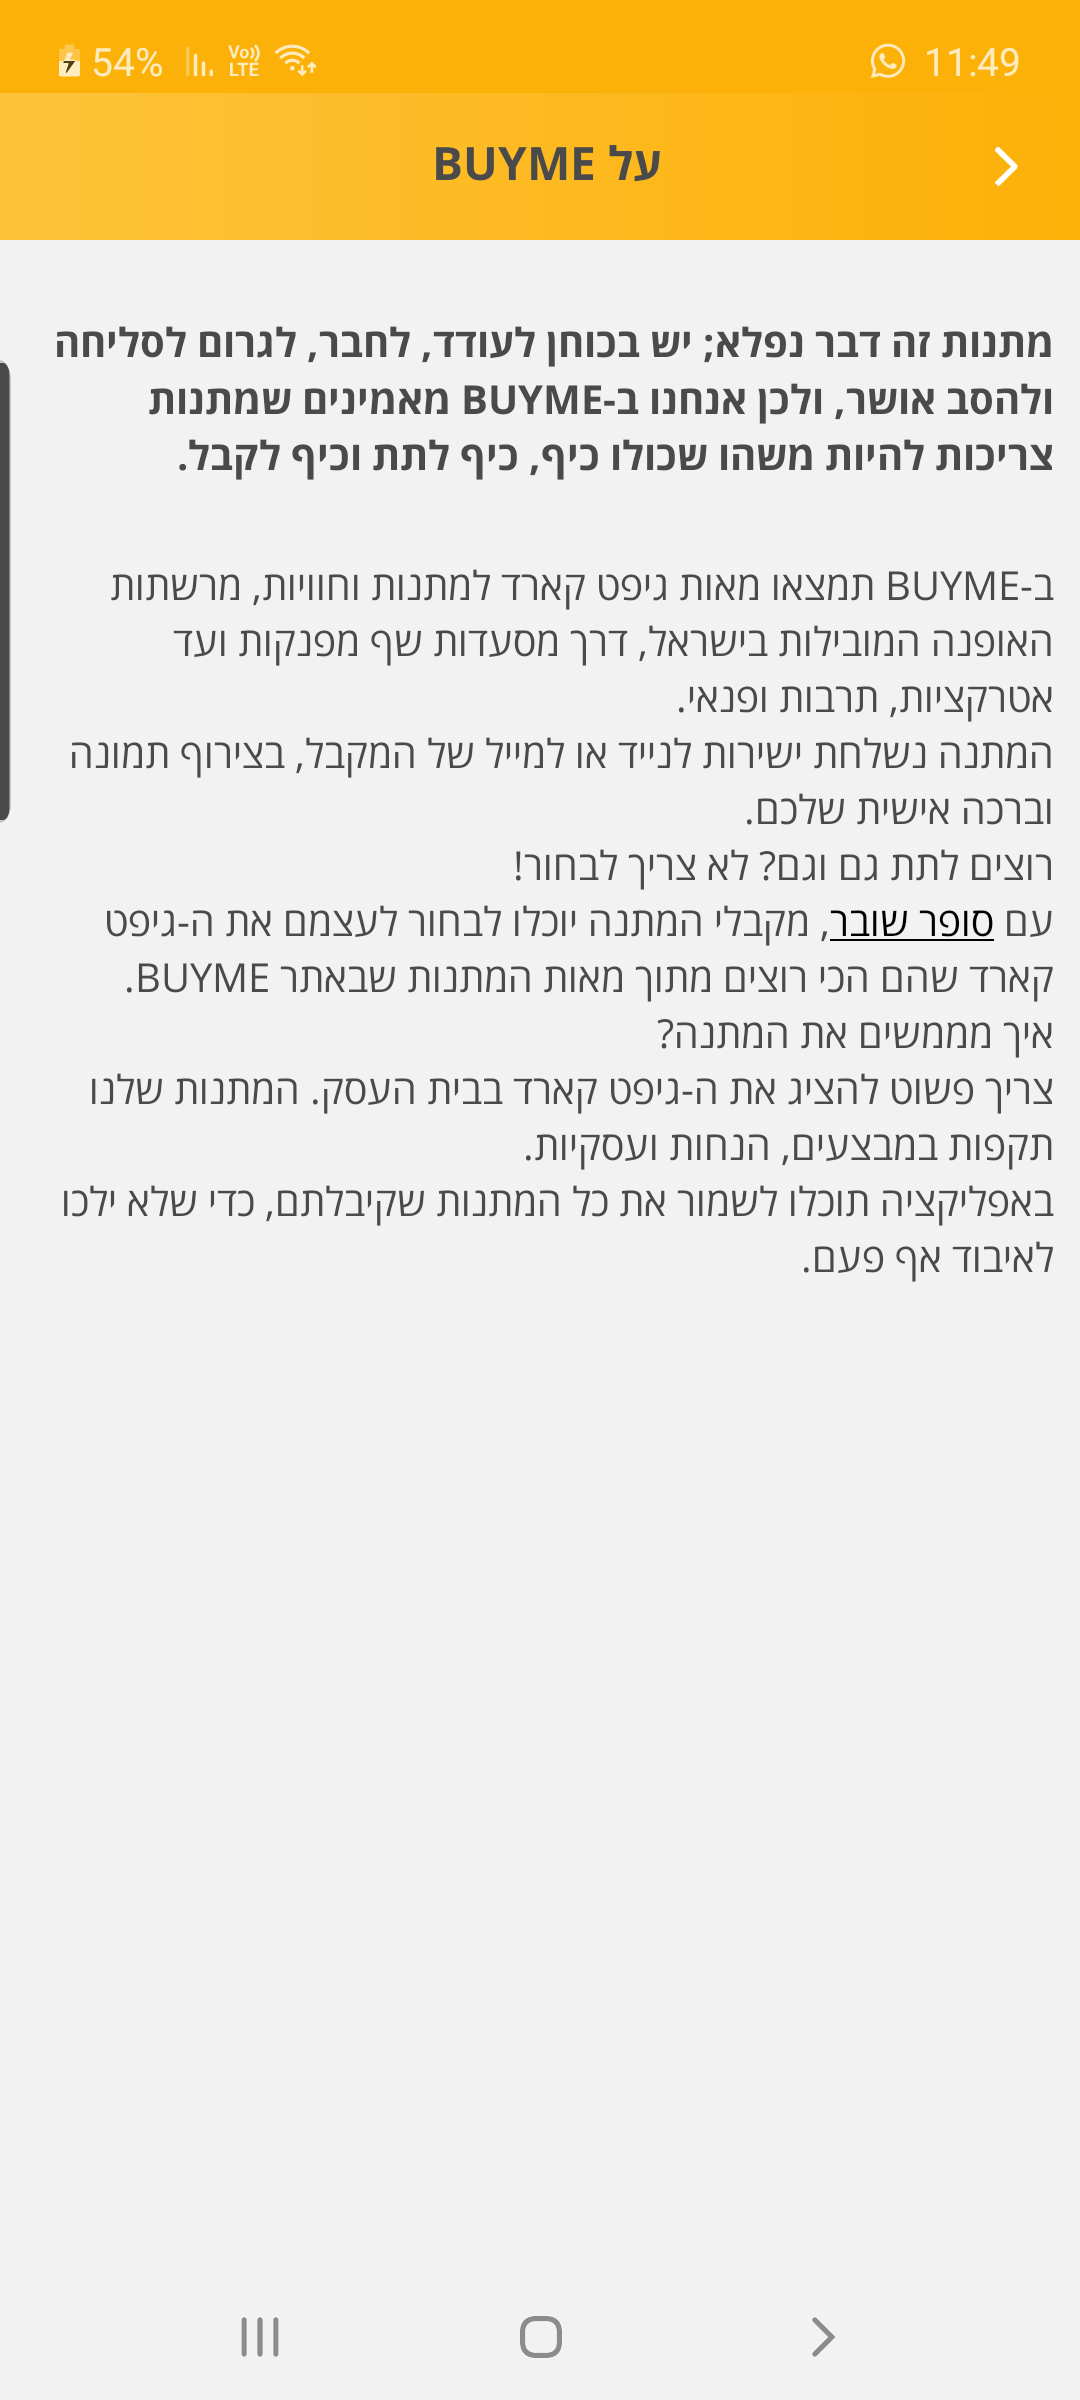 54% Vo)) LTE 11:49
על BUYME
מתנות זה דבר נפלא; יש בכוחן לעודד, לחבר, לגרום לסליחה
ולהסב אושר, ולכן אנחנו ב-BUYME מאמינים שמתנות
צריכות להיות משהו שכולו כיף, כיף לתת וכיף לקבל.
ב-BUYME תמצאו מאות גיפט קארד למתנות וחוויות, מרשתות
האופנה המובילות בישראל, דרך מסעדות שף מפנקות ועד
אטרקציות, תרבות ופנאי.
המתנה נשלחת ישירות לנייד או למייל של המקבל, בצירוף תמונה
וברכה אישית שלכם.
רוצים לתת גם וגם? לא צריך לבחור!
עם סופר שובר, מקבלי המתנה יוכלו לבחור לעצמם את ה-גיפט
קארד שהם הכי רוצים מתוך מאות המתנות שבאתר BUYME.
איך מממשים את המתנה?
צריך פשוט להציג את ה-גיפט קארד בבית העסק. המתנות שלנו
תקפות במבצעים, הנחות ועסקיות.
באפליקציה תוכלו לשמור את כל המתנות שקיבלתם, כדי שלא ילכו
לאיבוד אף פעם.